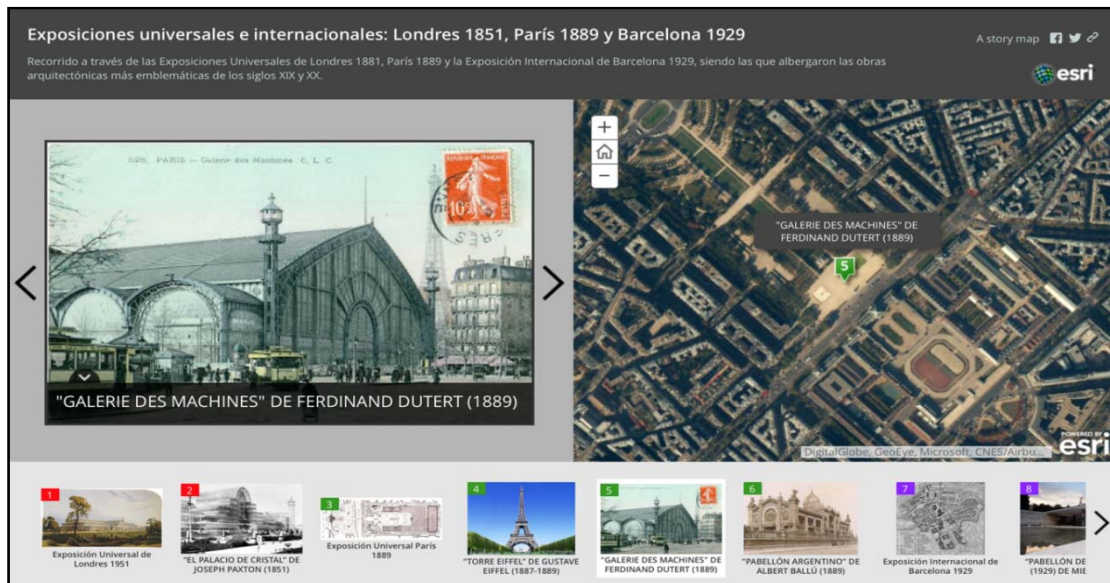 Exposiciones universales e internacionales: Londres 1851, París 1889 y Barcelona 1929
A story map
Recorrido a través de las Exposiciones Universales de Londres 1881, París 1889 y la Exposición Internacional de Barcelona 1929, siendo las que albergaron las obras
arquitectónicas más emblemáticas de los siglos XIX y XX.
esri
526. PARIS — Galerie des Machines C. L. C.
10c
"GALERIE DES MACHINES" DE FERDINAND DUTERT (1889)
"GALERIE DES MACHINES" DE
FERDINAND DUTERT (1889)
5
DigitalGlobe, GeoEye, Microsoft, CNES/Airbu...
POWERED BY
esri
1
Exposición Universal de
Londres 1951
2
"EL PALACIO DE CRISTAL" DE
JOSEPH PAXTON (1851)
3
Exposición Universal París
1889
4
"TORRE EIFFEL" DE GUSTAVE
EIFFEL (1887-1889)
5
"GALERIE DES MACHINES" DE
FERDINAND DUTERT (1889)
6
"PABELLÓN ARGENTINO" DE
ALBERT BALLÚ (1889)
7
Exposición Internacional de
Barcelona 1929
8
"PABELLÓN DE
(1929) DE MIE